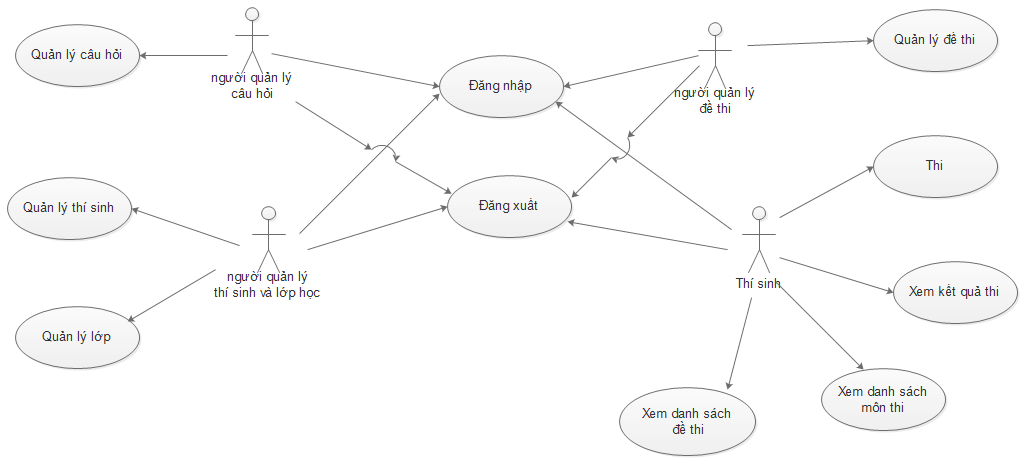 Quản lý câu hỏi
người quản lý
câu hỏi
Đăng nhập
người quản lý
đề thi
Quản lý đề thi
Thi
Quản lý thí sinh
Đăng xuất
người quản lý
thí sinh và lớp học
Thí sinh
Xem kết quả thi
Quản lý lớp
Xem danh sách
môn thi
Xem danh sách
đề thi